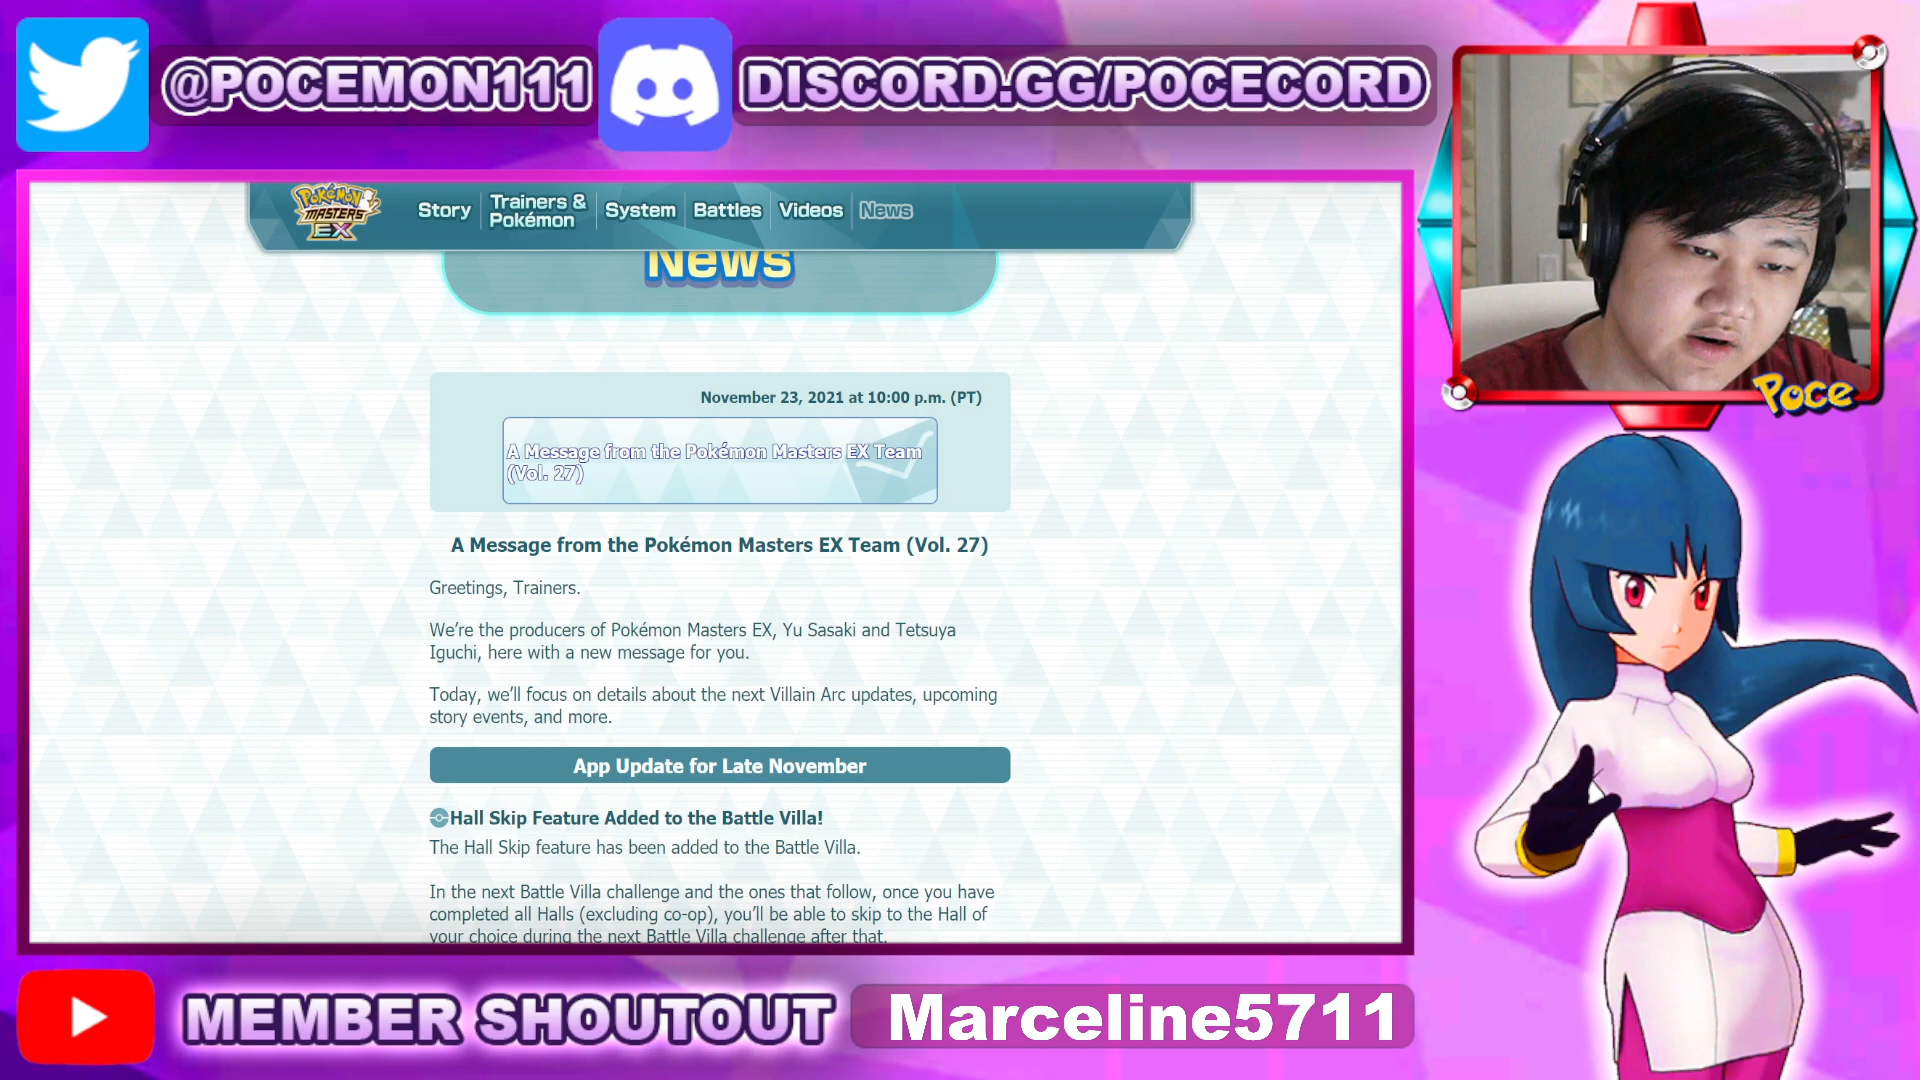 @POCEMON111
DISCORD.GG/POCECORD
Pokémon
MASTERS
EX
Story
Trainers &
Pokémon
System
Battles
Videos
News
News
November 23, 2021 at 10:00 p.m. (PT)
A Message from the Pokémon Masters EX Team
(Vol. 27)
A Message from the Pokémon Masters EX Team (Vol. 27)
Greetings, Trainers.
We’re the producers of Pokémon Masters EX, Yu Sasaki and Tetsuya
Iguchi, here with a new message for you.
Today, we’ll focus on details about the next Villain Arc updates, upcoming
story events, and more.
App Update for Late November
Hall Skip Feature Added to the Battle Villa!
The Hall Skip feature has been added to the Battle Villa.
In the next Battle Villa challenge and the ones that follow, once you have
completed all Halls (excluding co-op), you’ll be able to skip to the Hall of
your choice during the next Battle Villa challenge after that.
Poce
MEMBER SHOUTOUT
Marceline5711